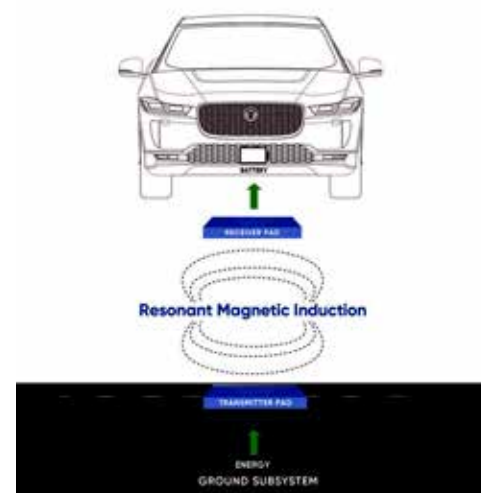 BATTERY
RECEIVER PAD
Resonant Magnetic Induction
TRANSMITTER PAD
ENERGY
GROUND SUBSYSTEM